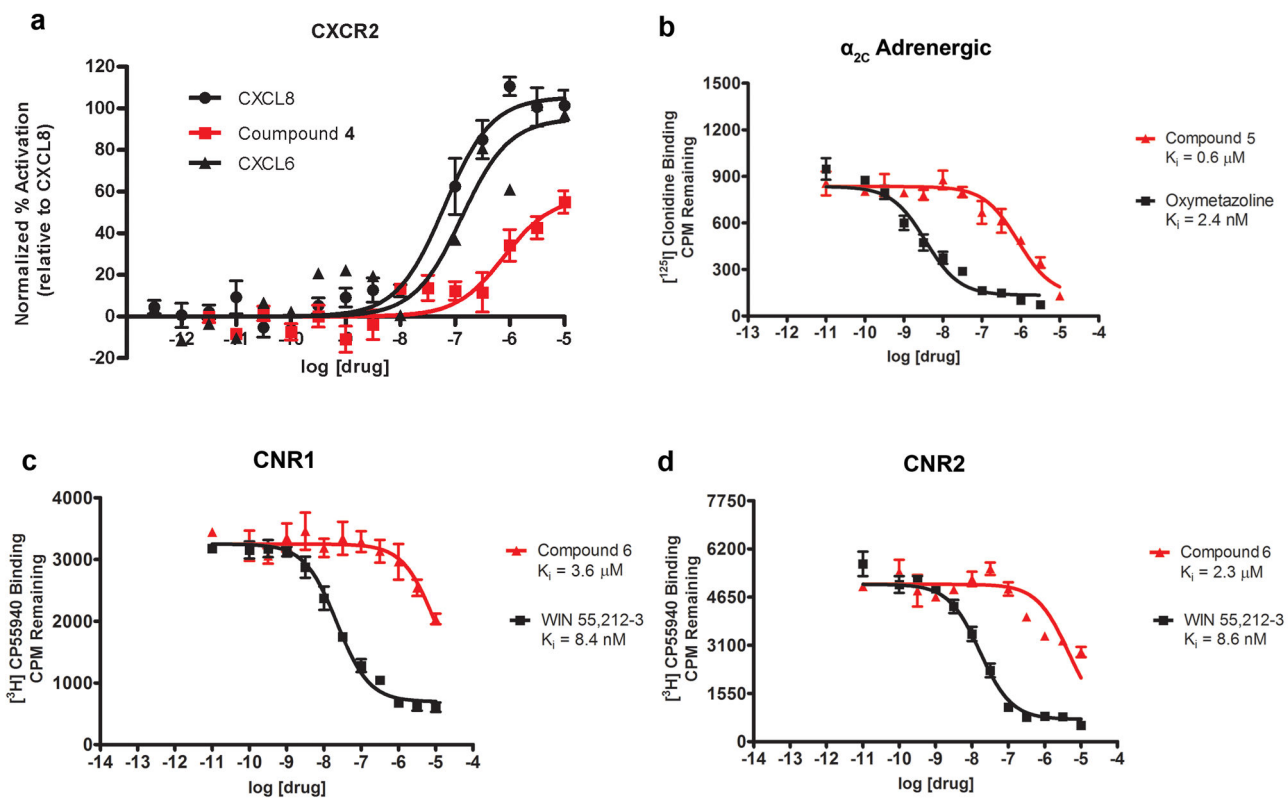 a
CXCR2
Normalized % Activation
(relative to CXCL8)
120
100
80
60
40
20
0
-20
CXCL8
Coumpound 4
CXCL6
-12 -11 -10 -9 -8 -7 -6 -5
log [drug]
b
α2C Adrenergic
[125I] Clonidine Binding
CPM Remaining
1500
1200
900
600
300
0
-13 -12 -11 -10 -9 -8 -7 -6 -5 -4
log [drug]
Compound 5
Ki = 0.6 μM
Oxymetazoline
Ki = 2.4 nM
c
CNR1
[3H] CP55940 Binding
CPM Remaining
4000
3000
2000
1000
0
-14 -13 -12 -11 -10 -9 -8 -7 -6 -5 -4
log [drug]
Compound 6
Ki = 3.6 μM
WIN 55,212-3
Ki = 8.4 nM
d
CNR2
[3H] CP55940 Binding
CPM Remaining
7750
6200
4650
3100
1550
0
-14 -13 -12 -11 -10 -9 -8 -7 -6 -5 -4
log [drug]
Compound 6
Ki = 2.3 μM
WIN 55,212-3
Ki = 8.6 nM